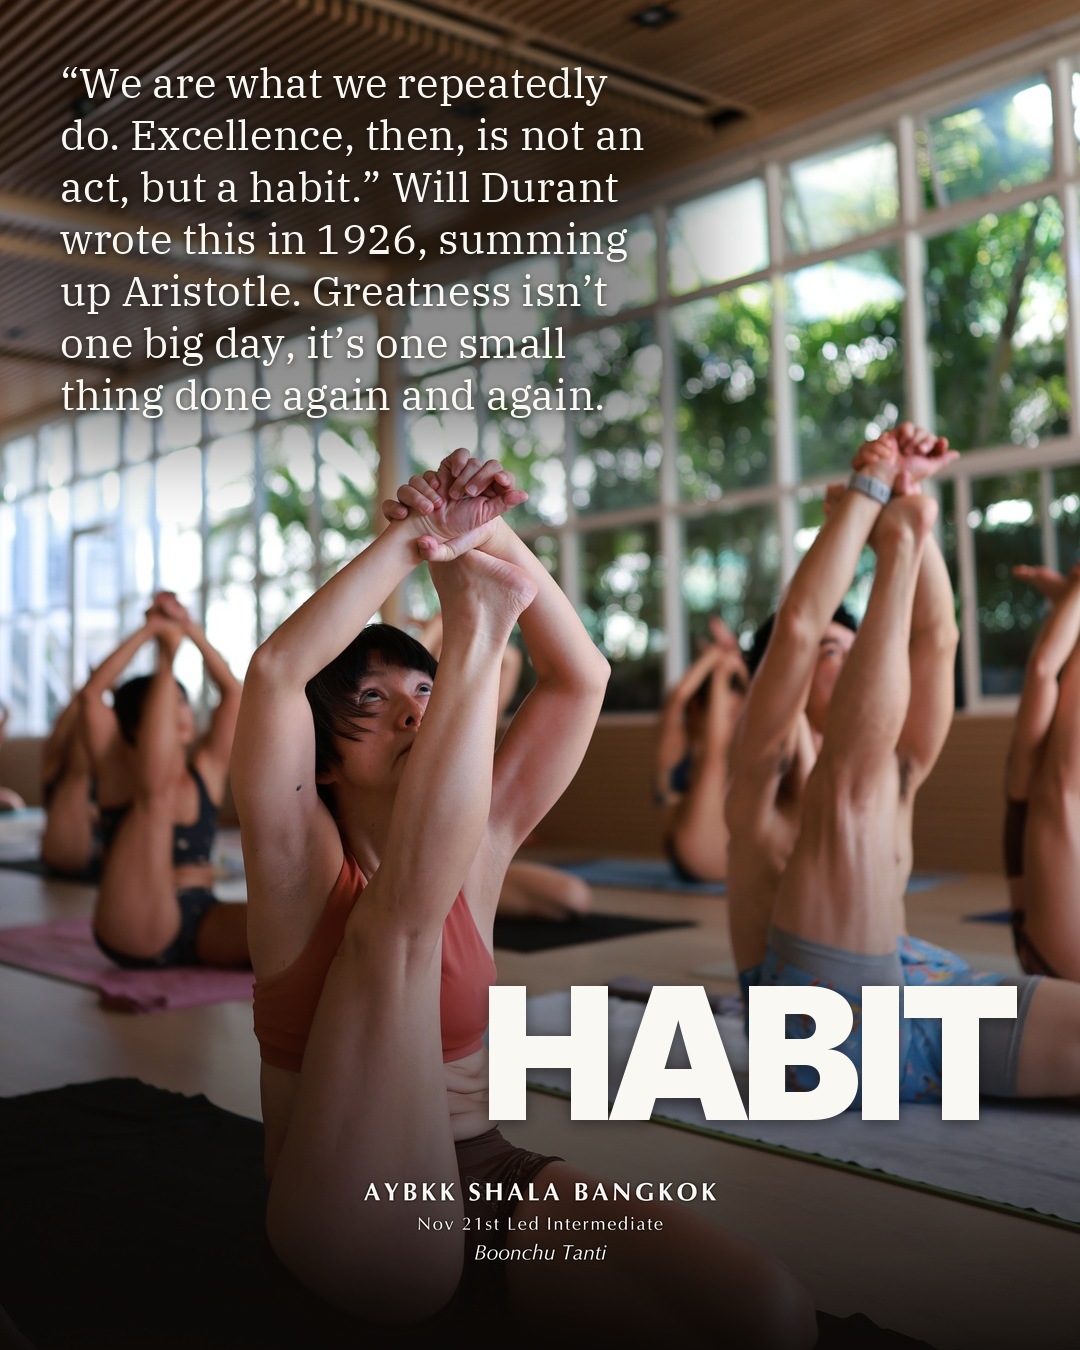 “We are what we repeatedly
do. Excellence, then, is not an
act, but a habit.” Will Durant
wrote this in 1926, summing
up Aristotle. Greatness isn’t
one big day, it’s one small
thing done again and again.
HABIT
AYBKK SHALA BANGKOK
Nov 21st Led Intermediate
Boonchu Tanti